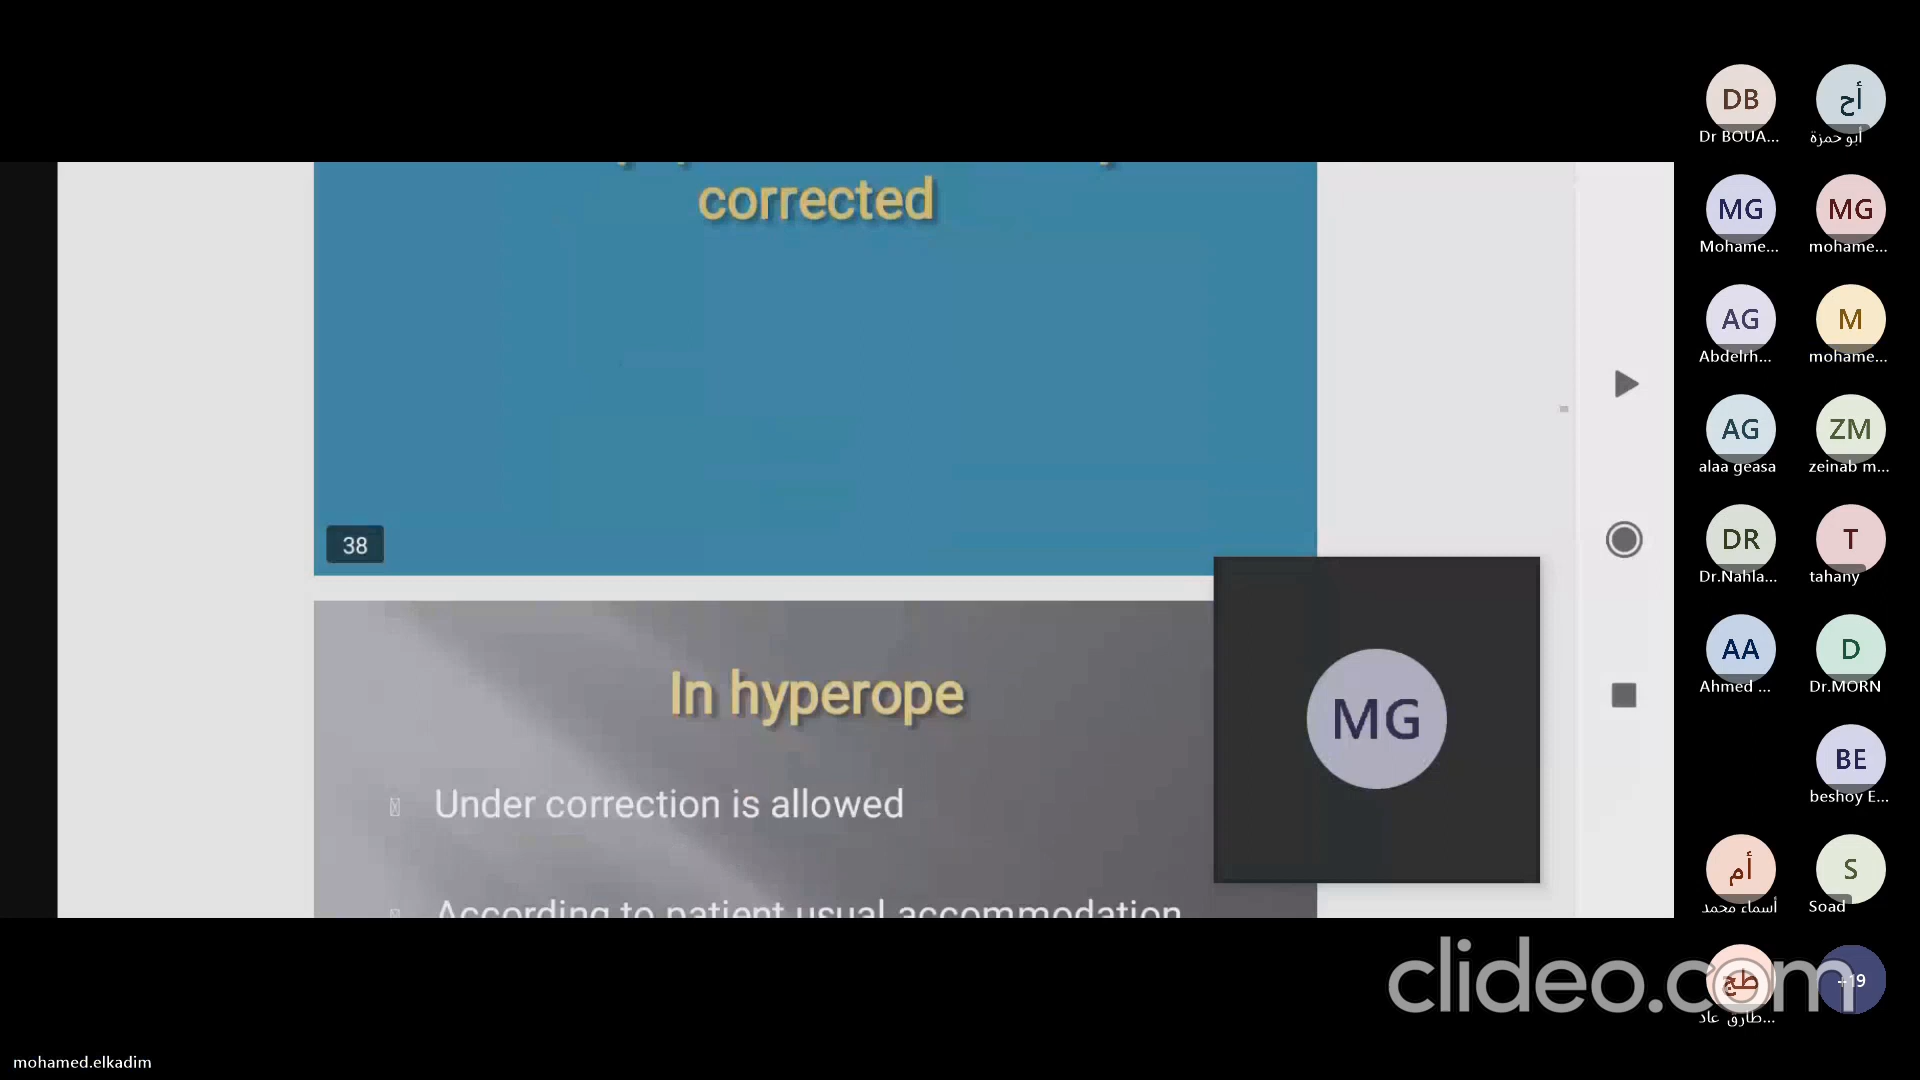 corrected
38
In hyperope
Under correction is allowed
According to patient usual accommodation
MG
DB
Dr BOUA...
أح
أبو حمزة
MG
Mohame...
MG
mohame...
AG
Abdelrh...
M
mohame...
AG
alaa geasa
ZM
zeinab m...
DR
Dr.Nahla...
T
tahany
AA
Ahmed ...
D
Dr.MORN
BE
beshoy E...
أم
أسماء محمد
S
Soad
طج
طارق عاد...
+19
clideo.com
mohamed.elkadim